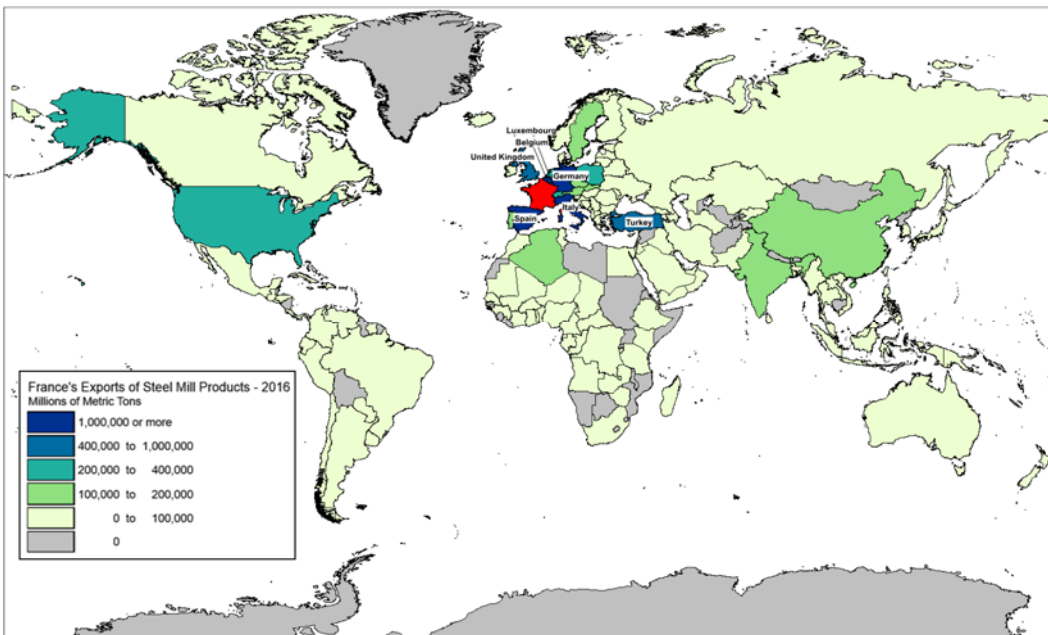 Luxembourg
Belgium
United Kingdom
Germany
Italy
Spain
Turkey
France's Exports of Steel Mill Products - 2016
Millions of Metric Tons
1,000,000 or more
400,000 to 1,000,000
200,000 to 400,000
100,000 to 200,000
0 to 100,000
0